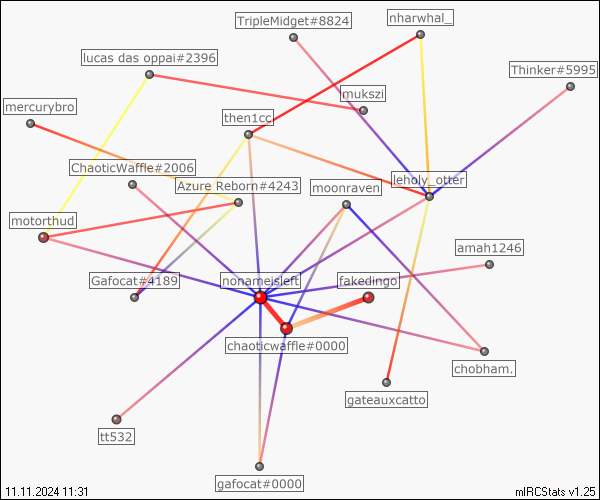 TripleMidget#8824
nharwhal_
lucas das oppai#2396
Thinker#5995
mukszi
mercurybro
then1cc
ChaoticWaffle#2006
Azure Reborn#4243
moonraven
leholy_otter
motorthud
amah1246
Gafocat#4189
nonameisleft
fakedingo
chaoticwaffle#0000
chobham.
gateauxcatto
tt532
gafocat#0000
11.11.2024 11:31
mIRCStats v1.25